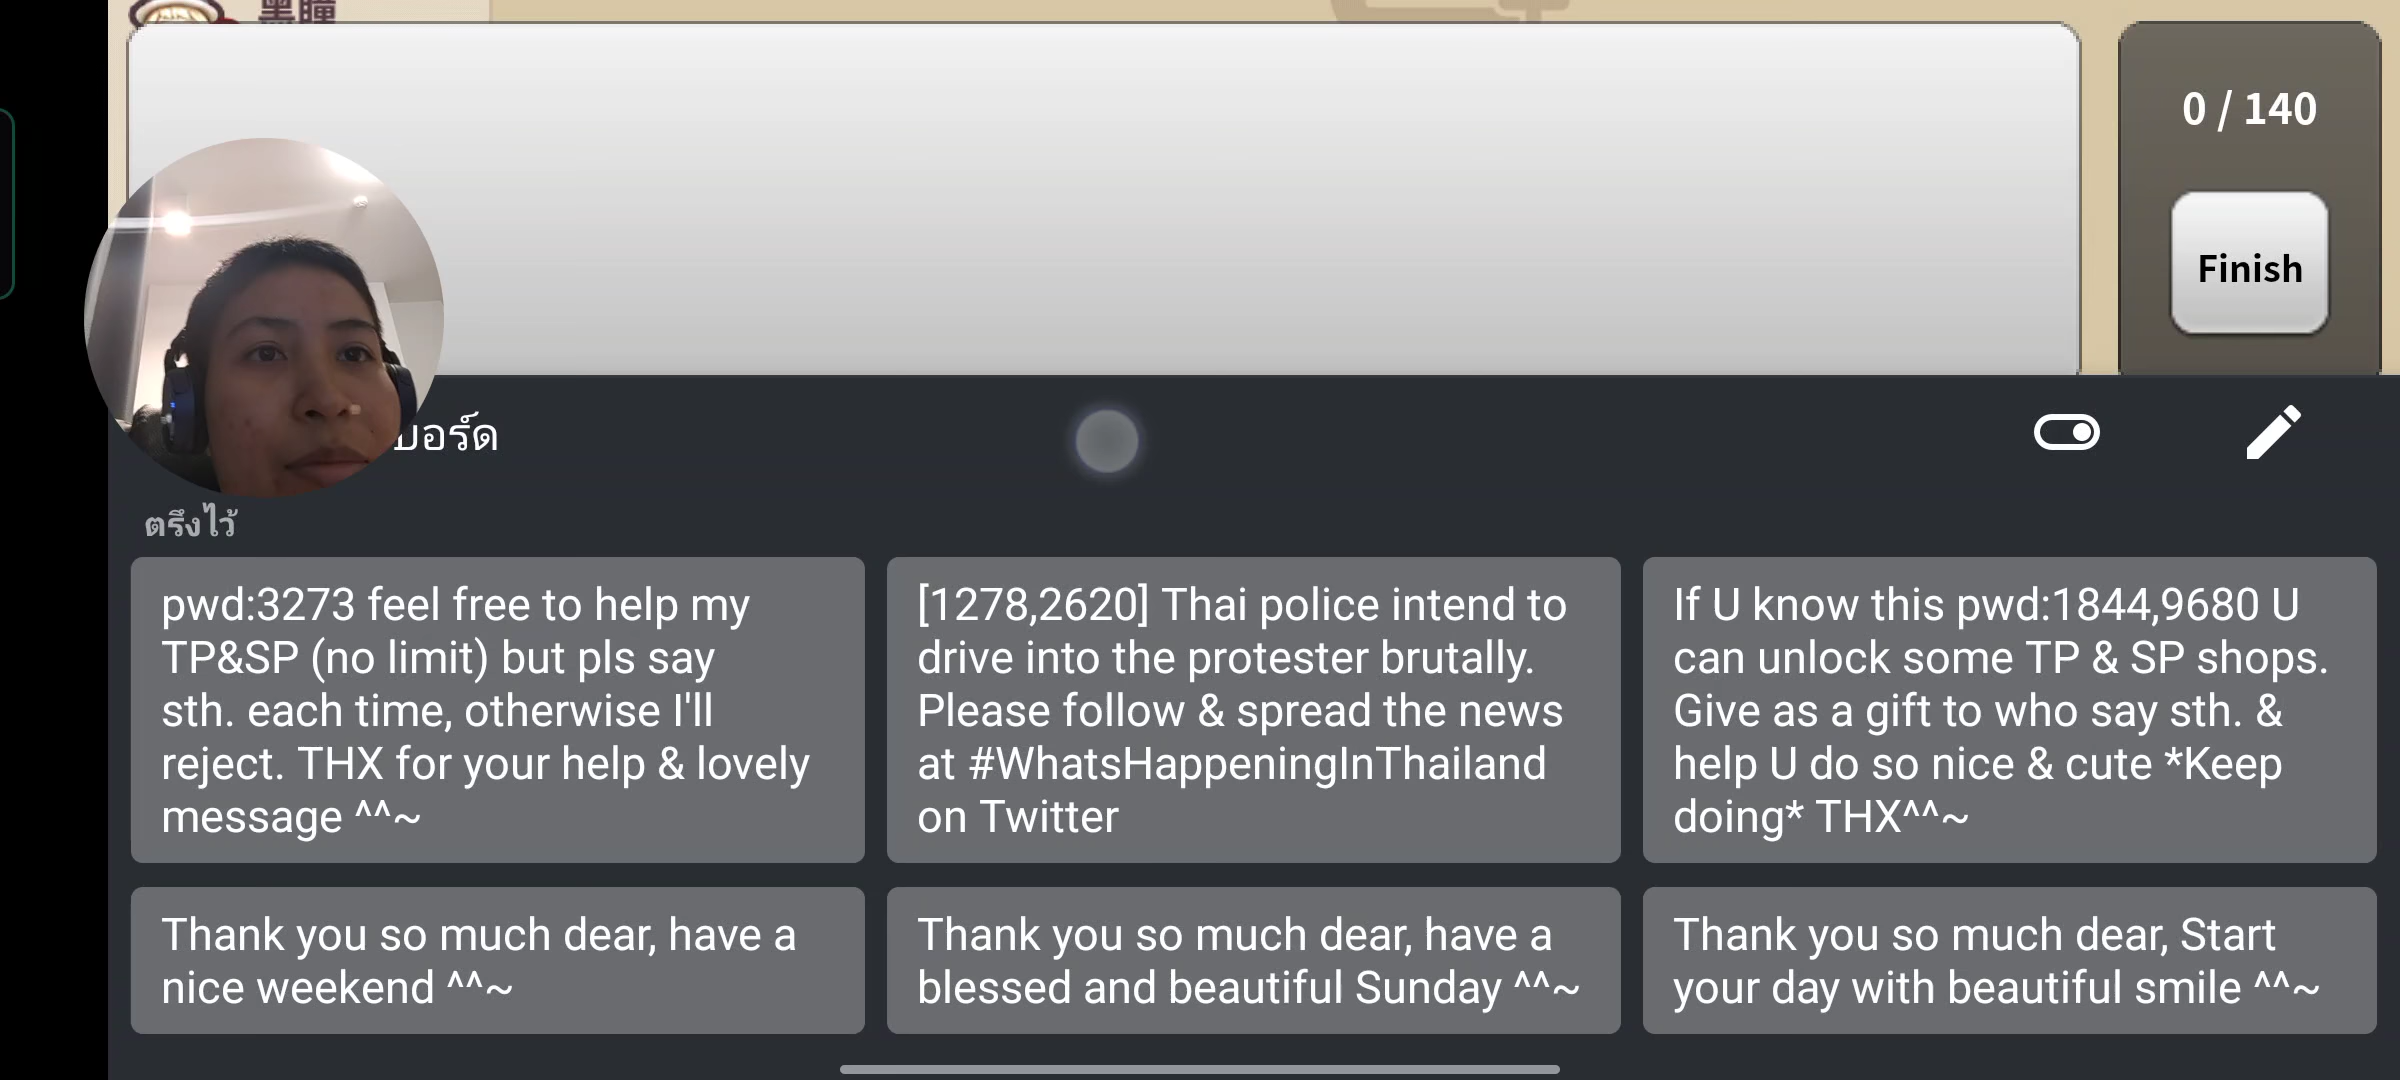 黑瞳
0 / 140
Finish
บอร์ด
ตรึงไว้
pwd:3273 feel free to help my
TP&SP (no limit) but pls say
sth. each time, otherwise I'll
reject. THX for your help & lovely
message ^^~
[1278,2620] Thai police intend to
drive into the protester brutally.
Please follow & spread the news
at #WhatsHappeningInThailand
on Twitter
If U know this pwd:1844,9680 U
can unlock some TP & SP shops.
Give as a gift to who say sth. &
help U do so nice & cute *Keep
doing* THX^^~
Thank you so much dear, have a
nice weekend ^^~
Thank you so much dear, have a
blessed and beautiful Sunday ^^~
Thank you so much dear, Start
your day with beautiful smile ^^~